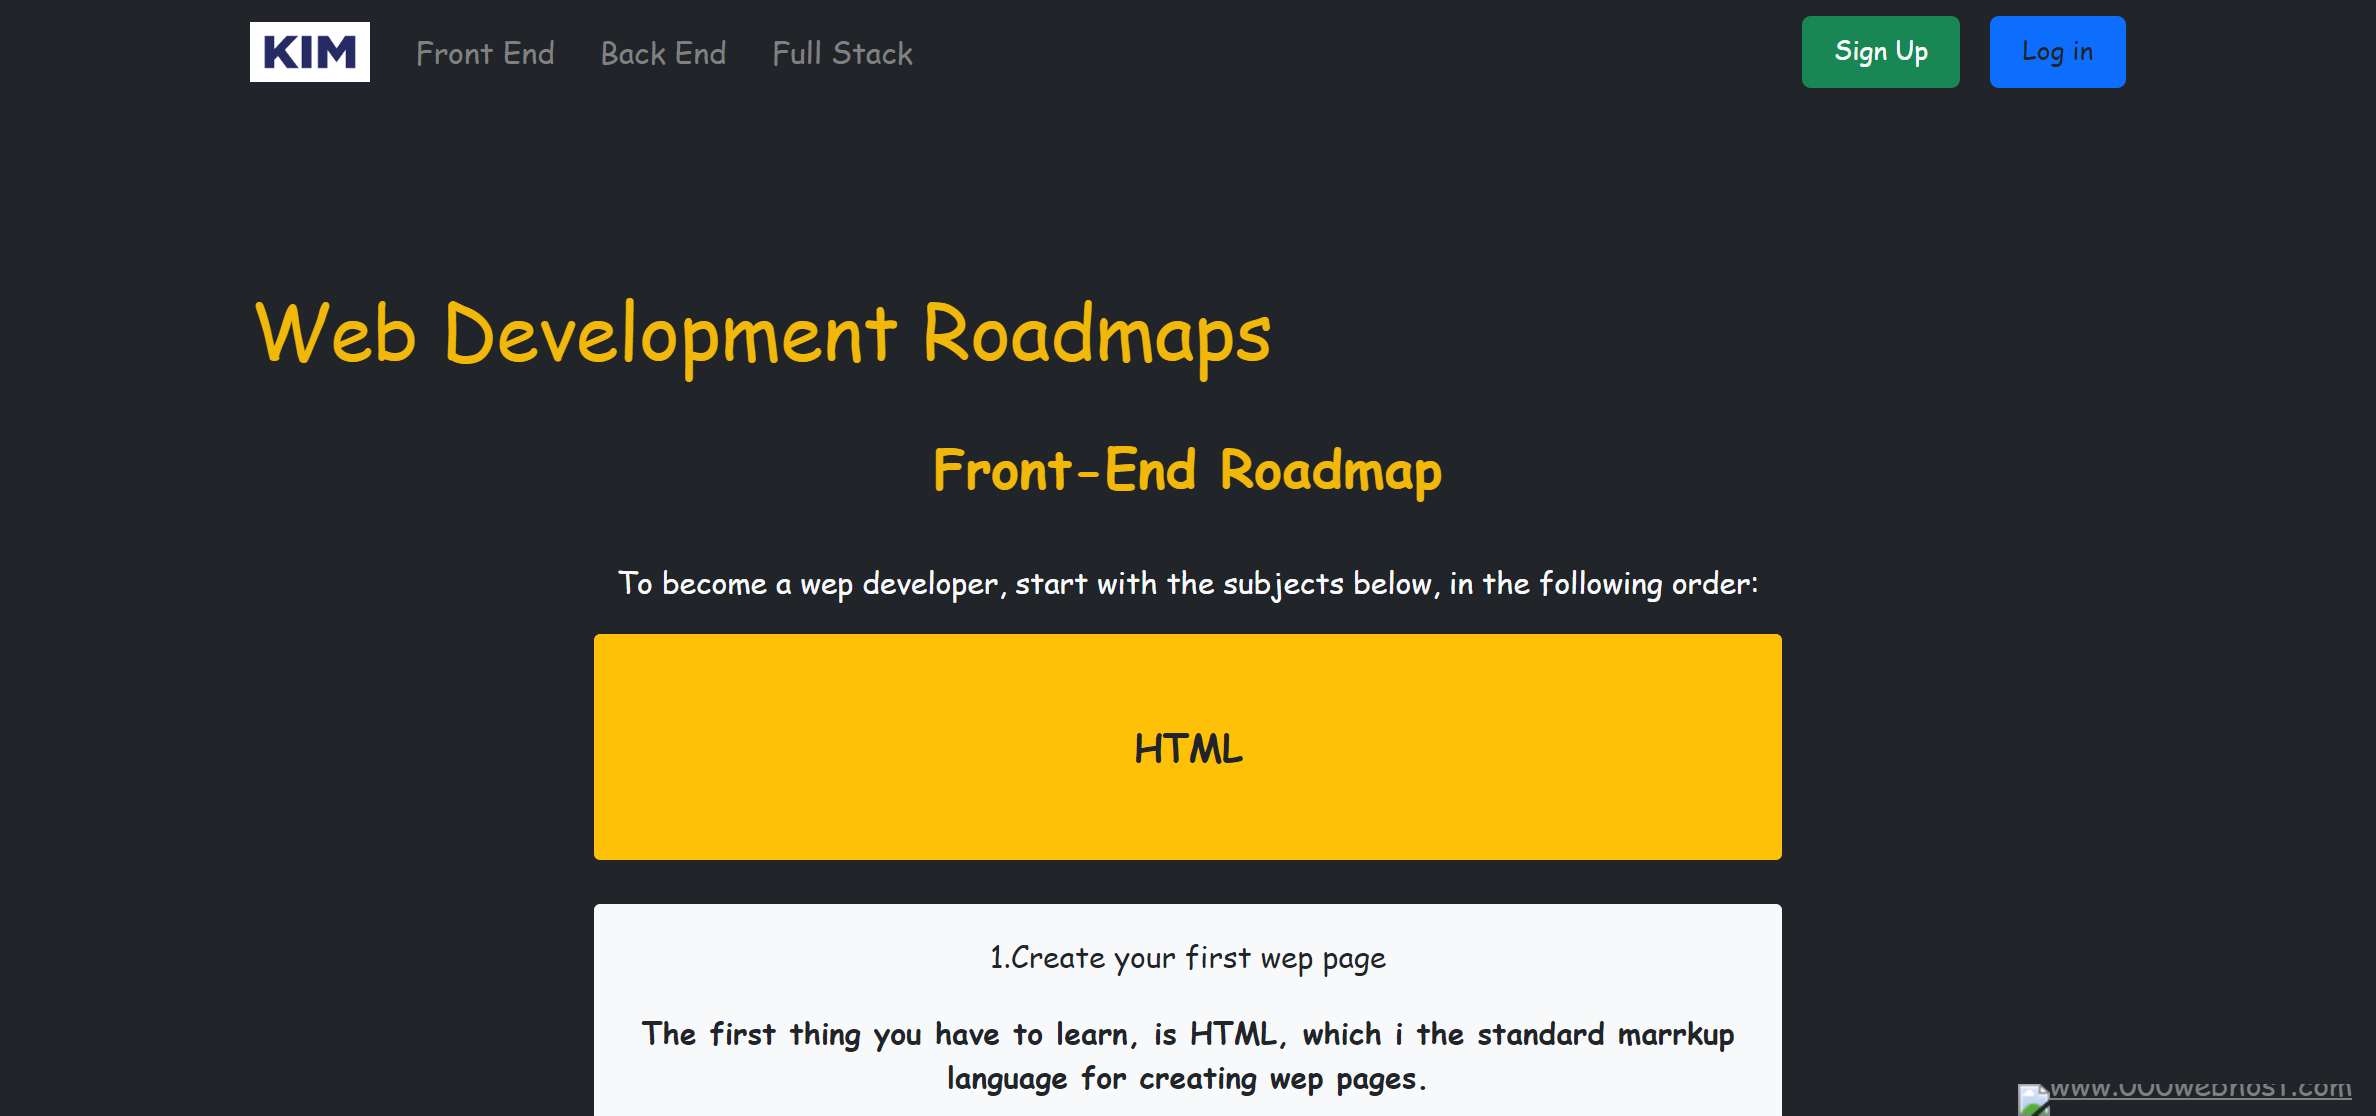 KIM
Front End
Back End
Full Stack
Sign Up
Log in
Web Development Roadmaps
Front-End Roadmap
To become a wep developer, start with the subjects below, in the following order:
HTML
1.Create your first wep page
The first thing you have to learn, is HTML, which i the standard marrkup
language for creating wep pages.
www.000webhost.com